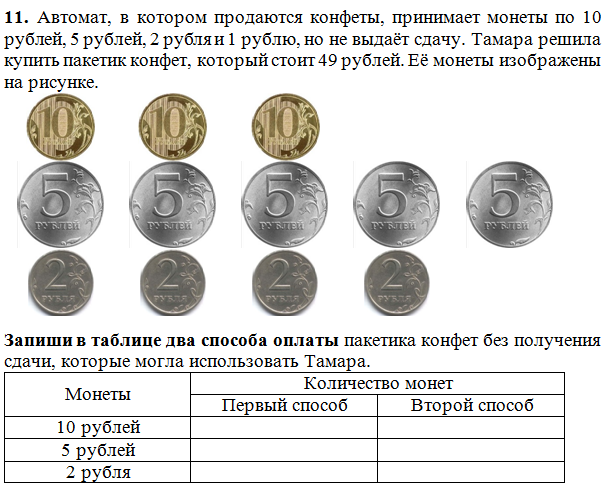 11. Автомат, в котором продаются конфеты, принимает монеты по 10
рублей, 5 рублей, 2 рубля и 1 рублю, но не выдаёт сдачу. Тамара решила
купить пакетик конфет, который стоит 49 рублей. Её монеты изображены
на рисунке.
10 10 10
5 5 5 5 5
РУБЛЕЙ РУБЛЕЙ РУБЛЕЙ РУБЛЕЙ РУБЛЕЙ
2 2 2 2
РУБЛЯ РУБЛЯ РУБЛЯ РУБЛЯ
Запиши в таблице два способа оплаты пакетика конфет без получения
сдачи, которые могла использовать Тамара.
Монеты Количество монет
Первый способ Второй способ
10 рублей
5 рублей
2 рубля